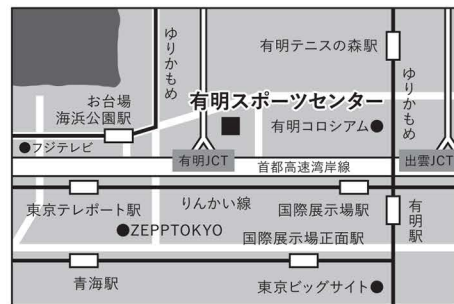 ゆりかもめ
有明テニスの森駅
ゆりかもめ
お台場
海浜公園駅
有明スポーツセンター
有明コロシアム●
●フジテレビ
有明JCT
首都高速湾岸線
出雲JCT
東京テレポート駅
りんかい線
国際展示場駅
有明駅
●ZEPPTOKYO
国際展示場正面駅
青海駅
東京ビッグサイト●